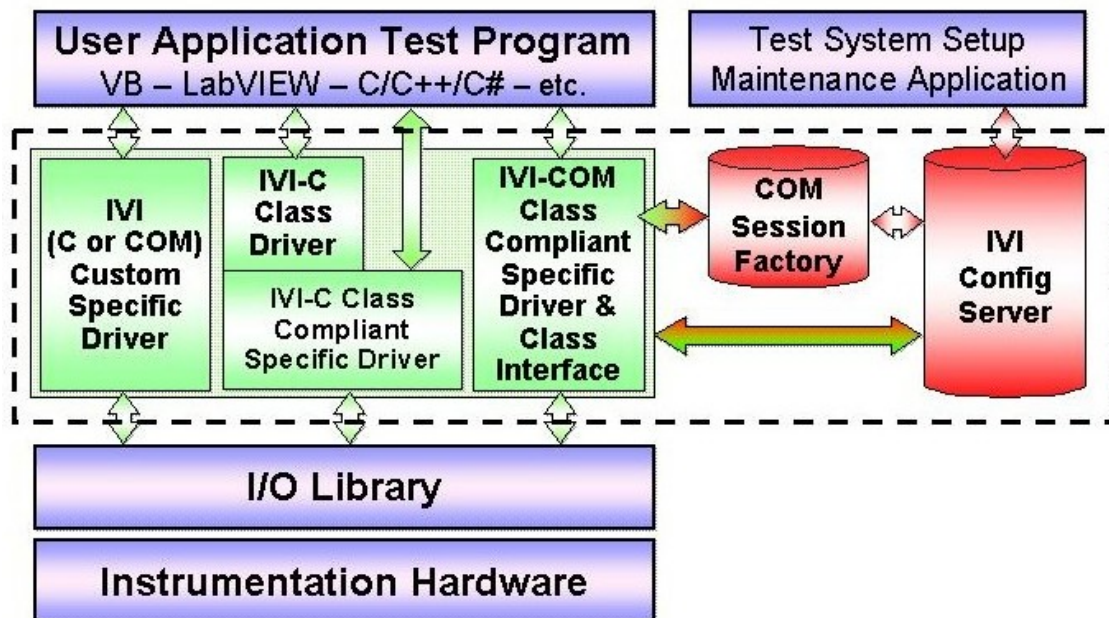 User Application Test Program
VB – LabVIEW – C/C++/C# – etc.
Test System Setup
Maintenance Application
IVI
(C or COM)
Custom
Specific
Driver
IVI-C
Class
Driver
IVI-C Class
Compliant
Specific Driver
IVI-COM
Class
Compliant
Specific
Driver &
Class
Interface
COM
Session
Factory
IVI
Config
Server
I/O Library
Instrumentation Hardware